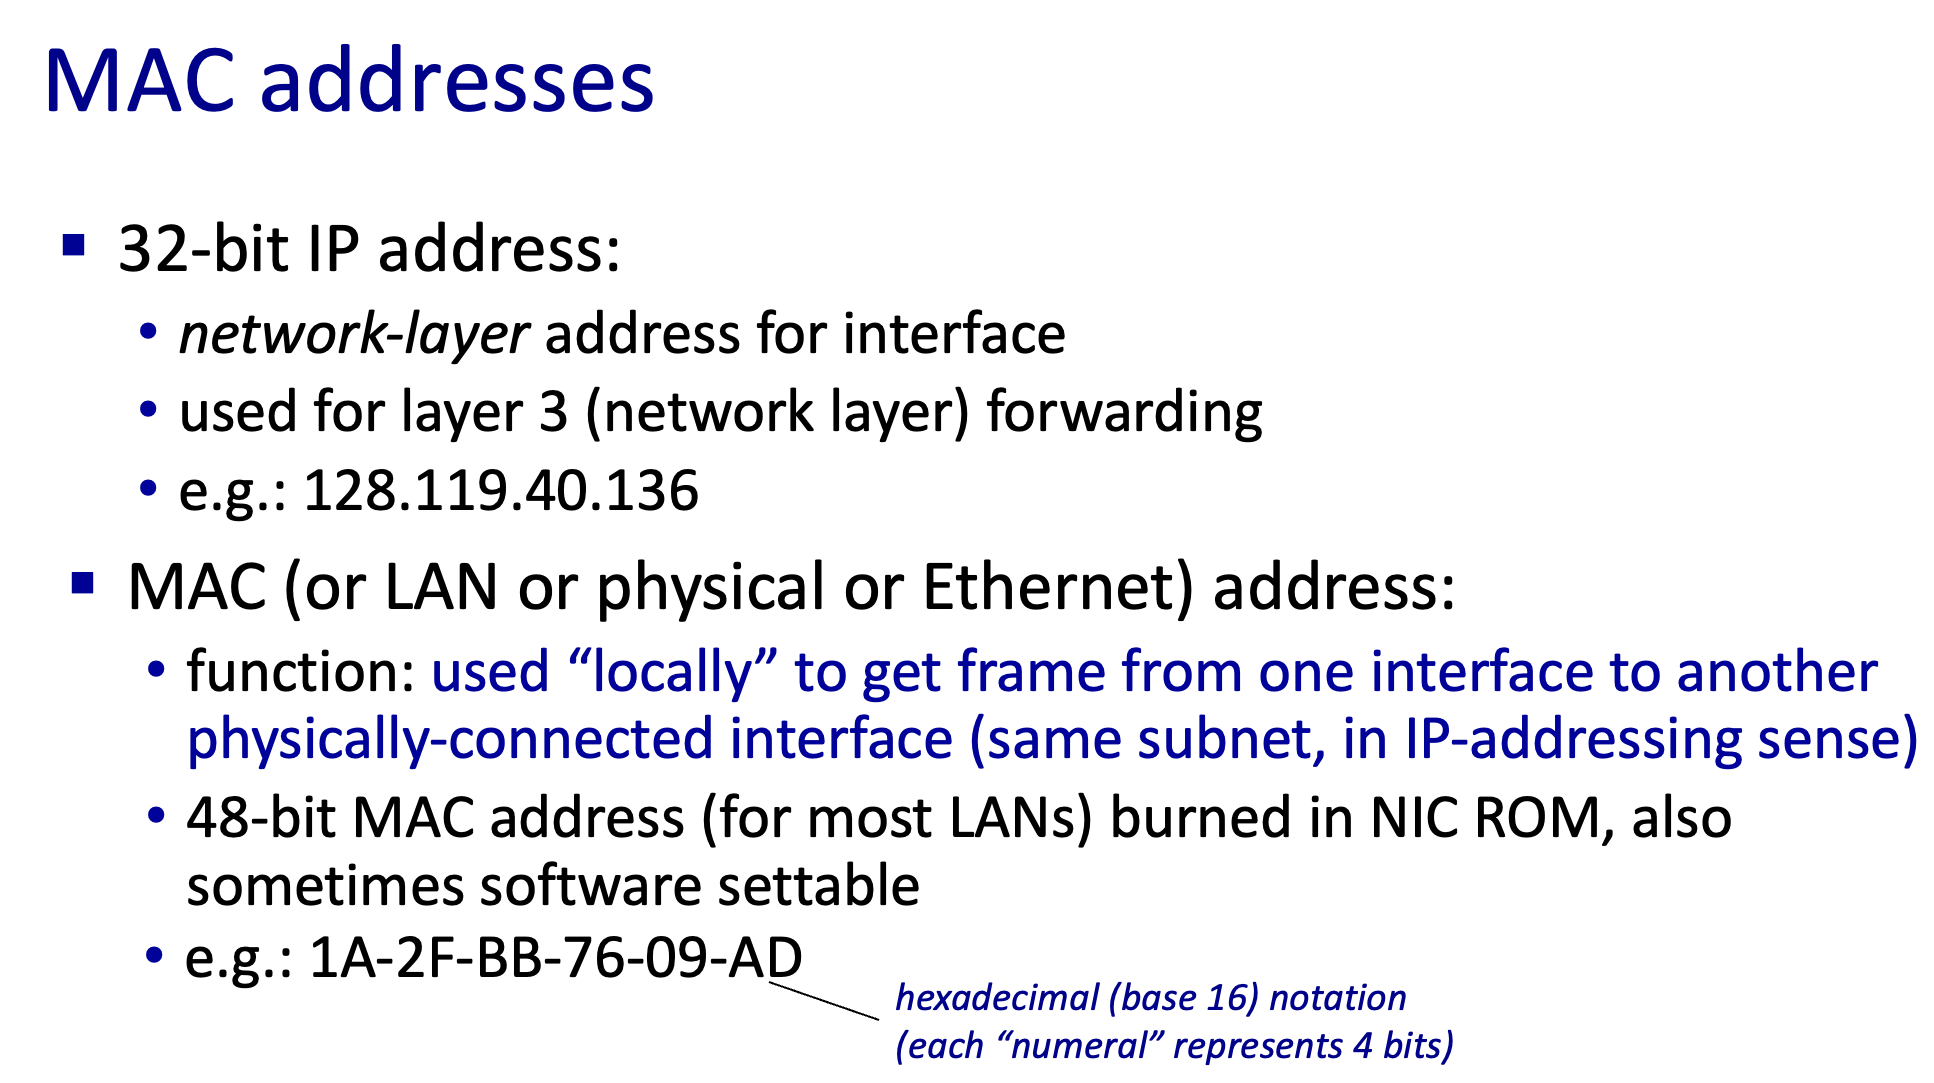 MAC addresses
32-bit IP address:
network-layer address for interface
used for layer 3 (network layer) forwarding
e.g.: 128.119.40.136
MAC (or LAN or physical or Ethernet) address:
function: used “locally” to get frame from one interface to another
physically-connected interface (same subnet, in IP-addressing sense)
48-bit MAC address (for most LANs) burned in NIC ROM, also
sometimes software settable
e.g.: 1A-2F-BB-76-09-AD
hexadecimal (base 16) notation
(each “numeral” represents 4 bits)